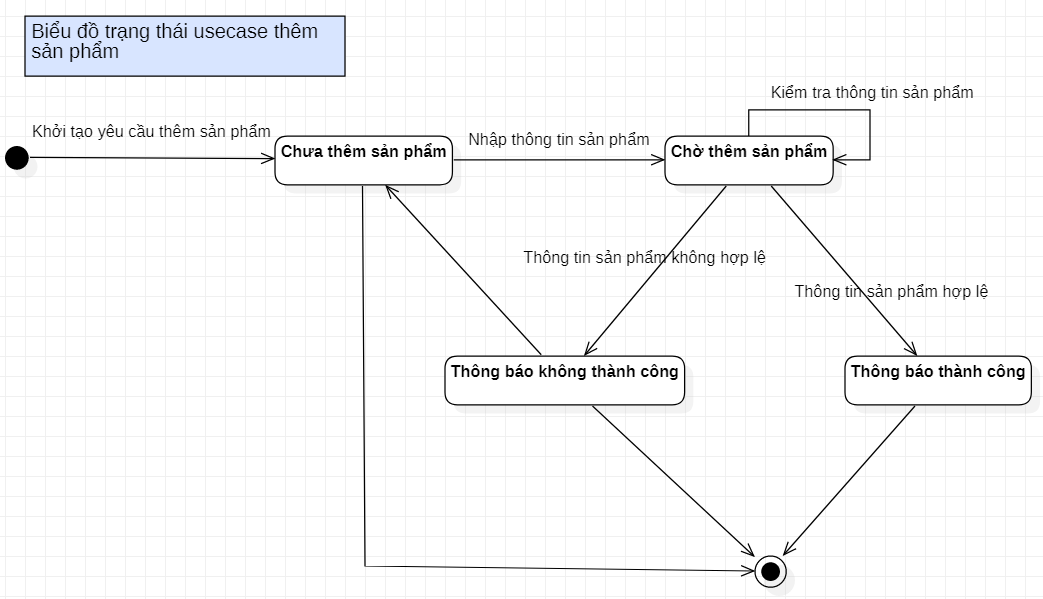 Biểu đồ trạng thái usecase thêm
sản phẩm
Kiểm tra thông tin sản phẩm
Khởi tạo yêu cầu thêm sản phẩm
Nhập thông tin sản phẩm
Chưa thêm sản phẩm
Chờ thêm sản phẩm
Thông tin sản phẩm không hợp lệ
Thông tin sản phẩm hợp lệ
Thông báo không thành công
Thông báo thành công